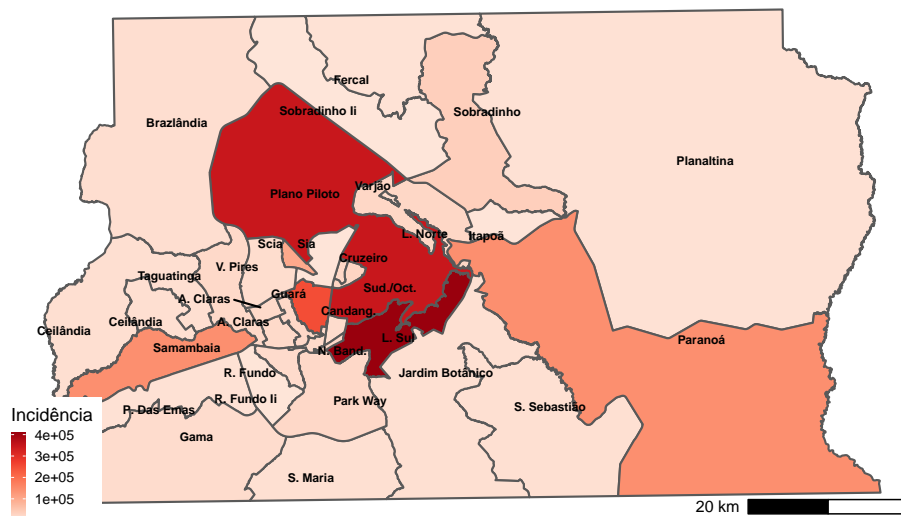 Fercal
Sobradinho Ii
Sobradinho
Brazlândia
Planaltina
Varjão
Plano Piloto
L. Norte
Itapoã
Scia
Sia
Cruzeiro
V. Pires
Taguatinga
Sud./Oct.
Guará
A. Claras
Candang.
Ceilândia
Ceilândia
A. Claras
L. Sul
Paranoá
Samambaia
N. Band.
R. Fundo
Jardim Botânico
R. Fundo Ii
Park Way
P. Das Emas
S. Sebastião
Gama
S. Maria
Incidência
4e+05
3e+05
2e+05
1e+05
20 km